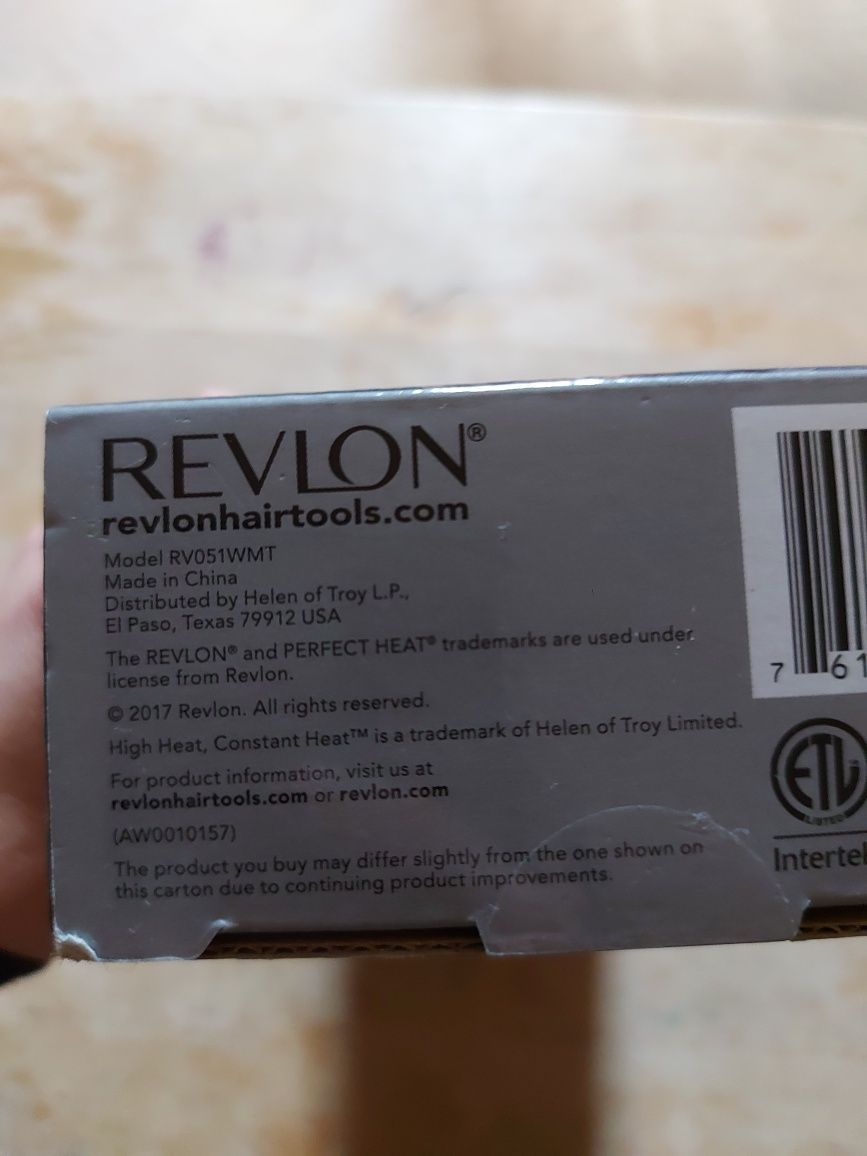 REVLON®
revlonhairtools.com
Model RV051WMT
Made in China
Distributed by Helen of Troy L.P.,
El Paso, Texas 79912 USA
The REVLON® and PERFECT HEAT® trademarks are used under
license from Revlon.
© 2017 Revlon. All rights reserved.
High Heat, Constant Heat™ is a trademark of Helen of Troy Limited.
For product information, visit us at
revlonhairtools.com or revlon.com
(AW0010157)
The product you buy may differ slightly from the one shown on
this carton due to continuing product improvements.
7 61
ETL
LISTED
Intertek